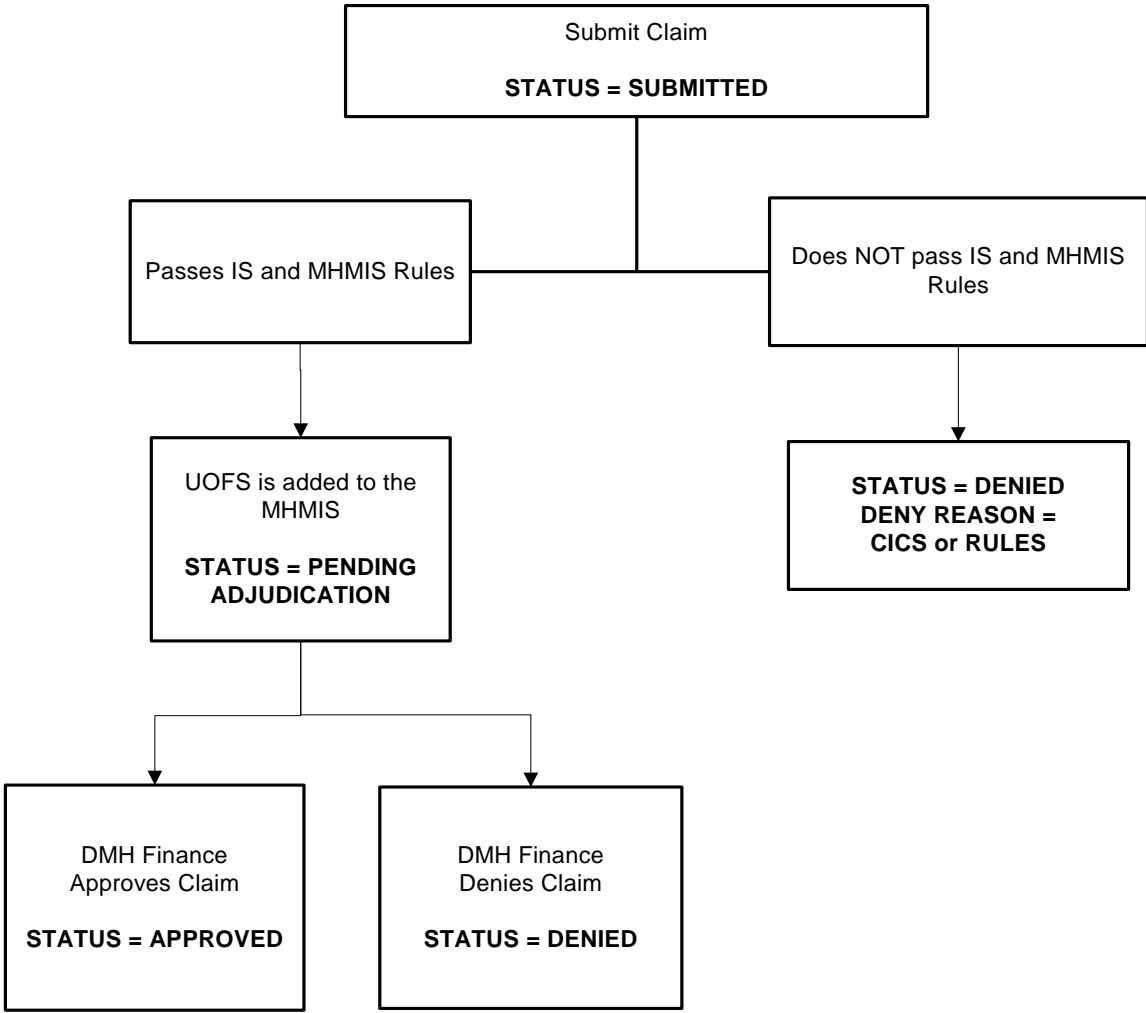 Submit Claim
STATUS = SUBMITTED
Passes IS and MHMIS Rules
Does NOT pass IS and MHMIS
Rules
UOFS is added to the
MHMIS
STATUS = PENDING
ADJUDICATION
STATUS = DENIED
DENY REASON =
CICS or RULES
DMH Finance
Approves Claim
STATUS = APPROVED
DMH Finance
Denies Claim
STATUS = DENIED